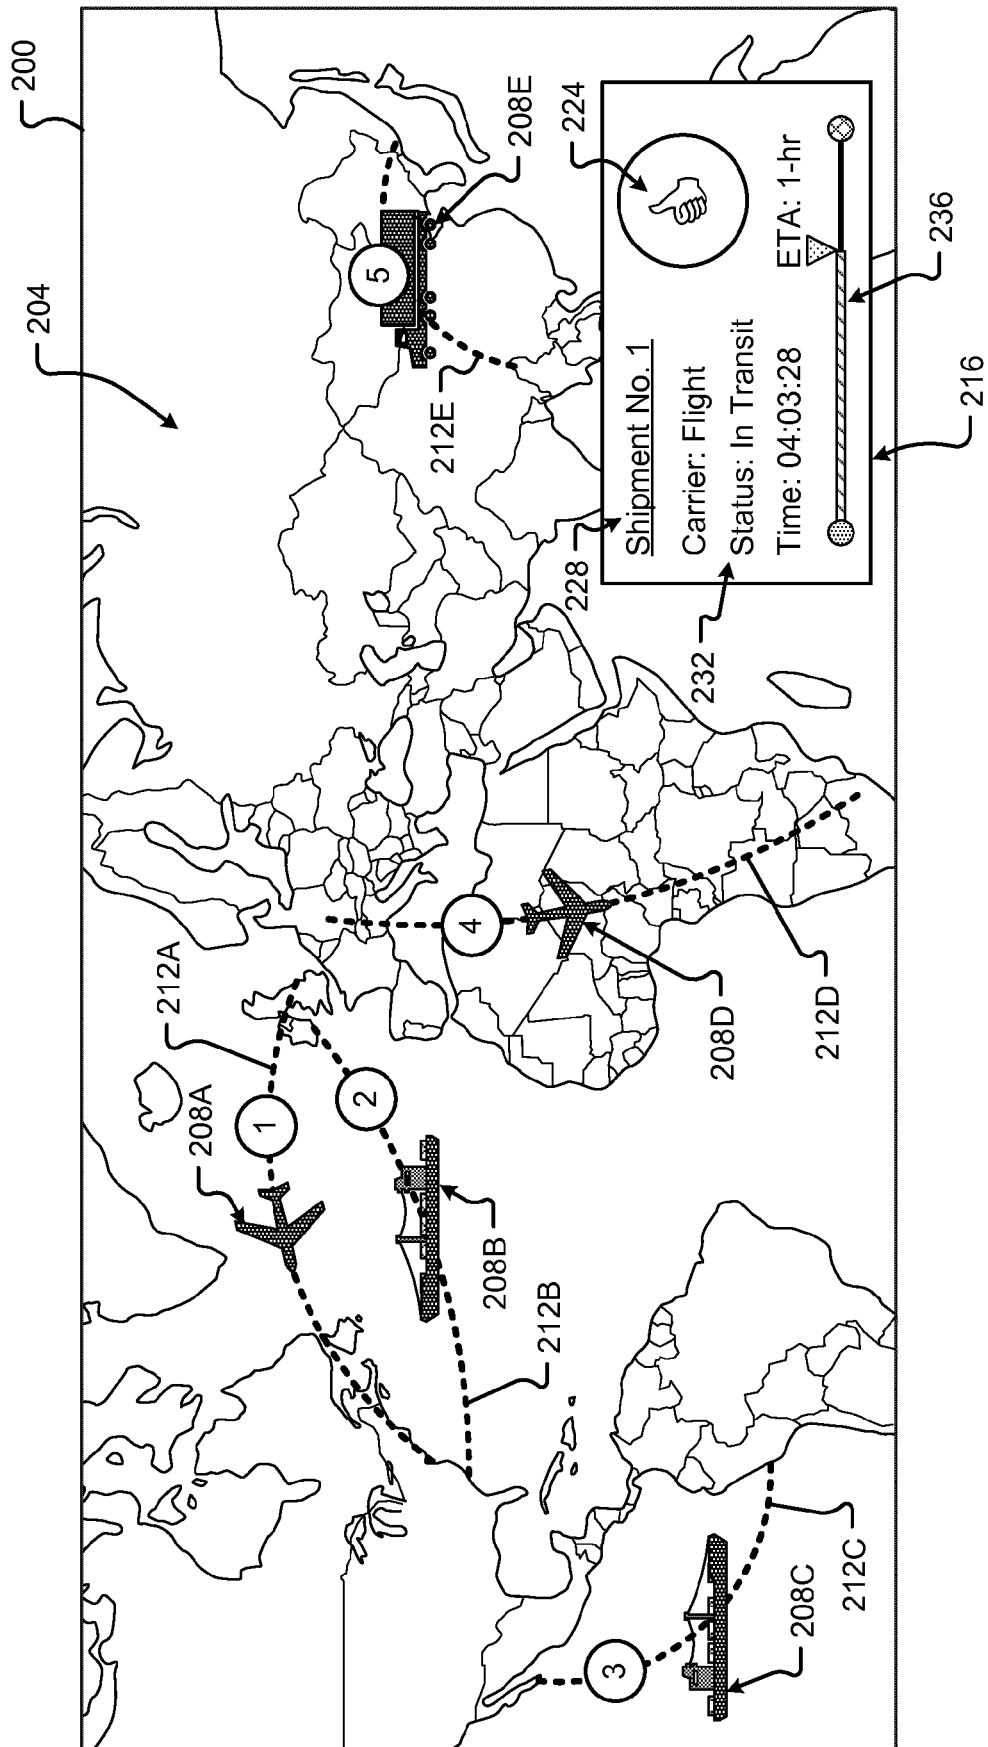 200
204
212A
208A
1
2
208B
212B
3
208C
212C
4
208D
212D
5
208E
212E
224
228
Shipment No. 1
Carrier: Flight
Status: In Transit
Time: 04:03:28
ETA: 1-hr
232
236
216